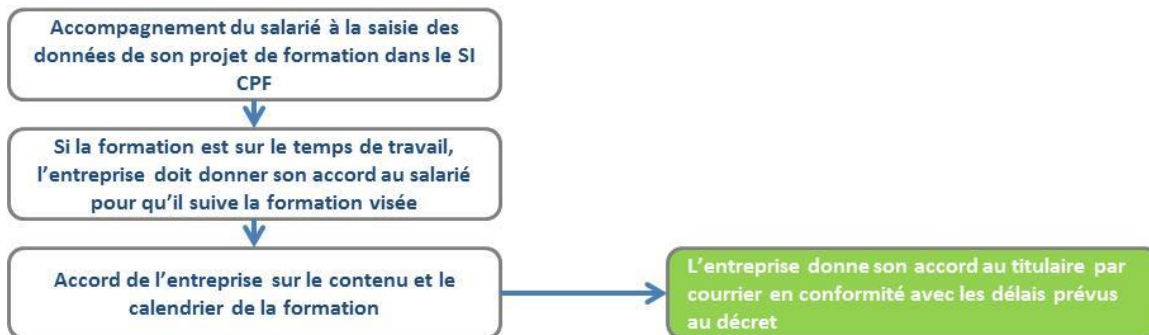 Accompagnement du salarié à la saisie des
données de son projet de formation dans le SI
CPF
Si la formation est sur le temps de travail,
l'entreprise doit donner son accord au salarié
pour qu'il suive la formation visée
Accord de l'entreprise sur le contenu et le
calendrier de la formation
L'entreprise donne son accord au titulaire par
courrier en conformité avec les délais prévus
au décret